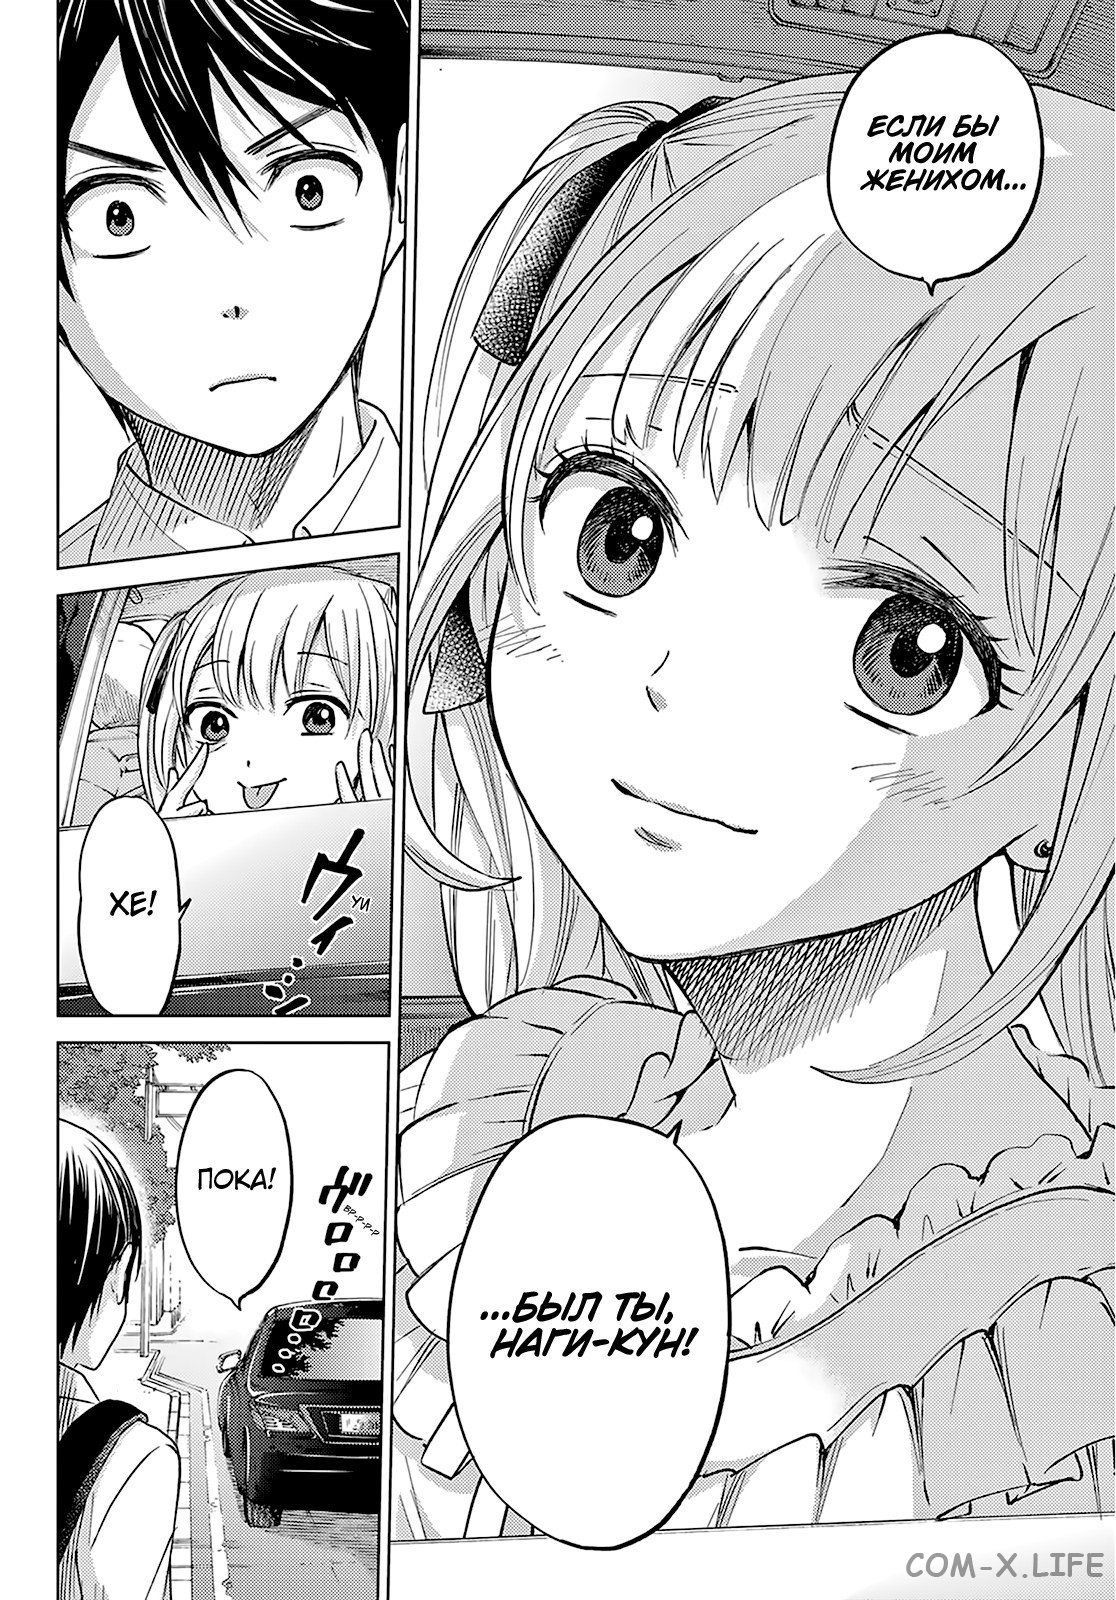 ЕСЛИ БЫ
МОИМ
ЖЕНИХОМ...
...БЫЛ ТЫ,
НАГИ-КУН!
ХЕ!
ウィ
УИ
ПОКА!
ブロロロ
ВР-Р-Р-Р
COM-X.LIFE